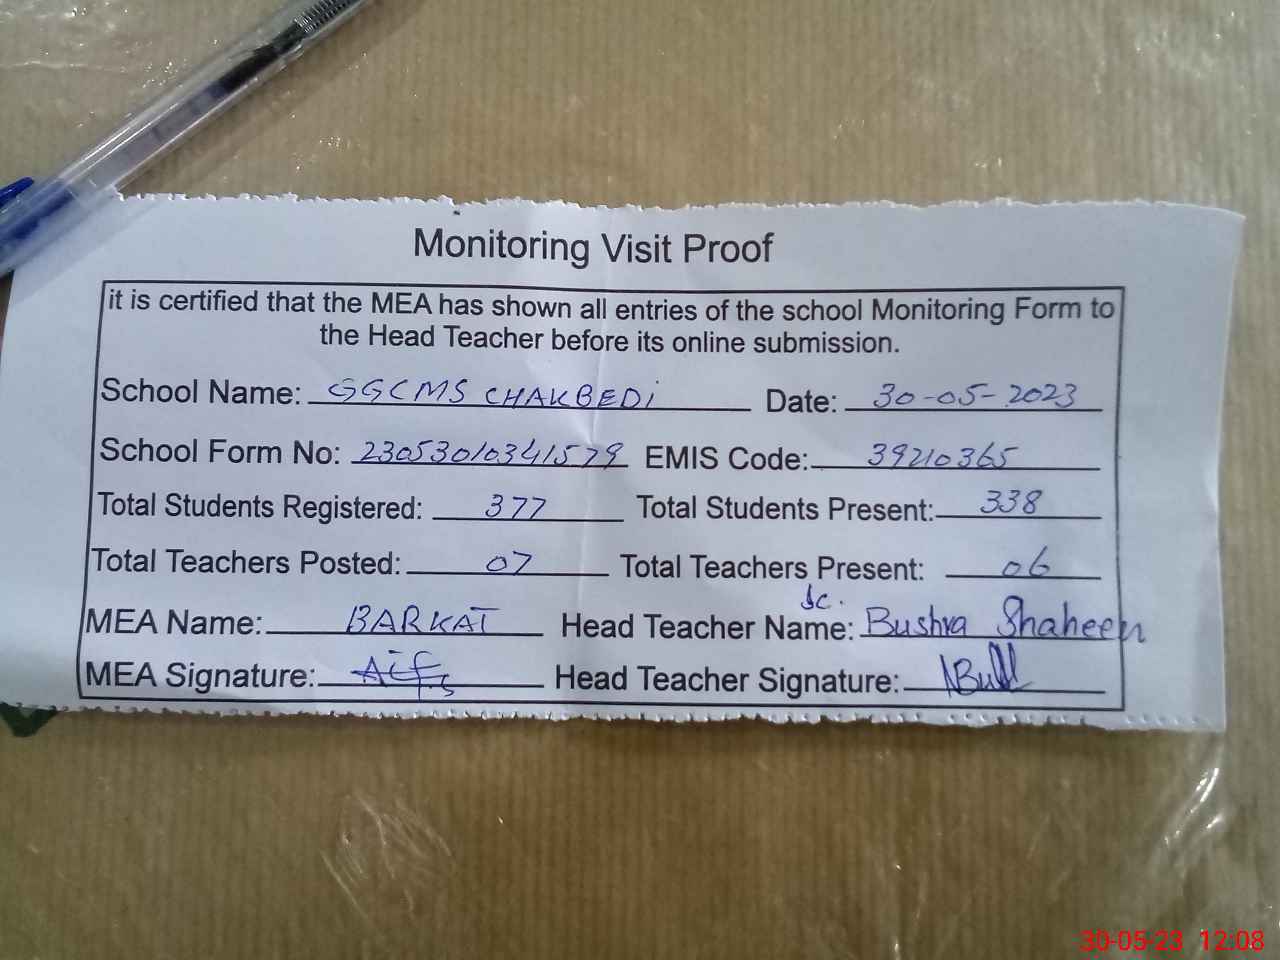 Monitoring Visit Proof
it is certified that the MEA has shown all entries of the school Monitoring Form to
the Head Teacher before its online submission.
School Name: GGCMS CHAKBEDi Date: 30-05-2023
School Form No: 23053010341579 EMIS Code: 39210365
Total Students Registered: 377 Total Students Present: 338
Total Teachers Posted: 07 Total Teachers Present: 06
MEA Name: BARKAT Head Teacher Name: Bushra Shaheen
MEA Signature: Head Teacher Signature:
30-05-23 12:08